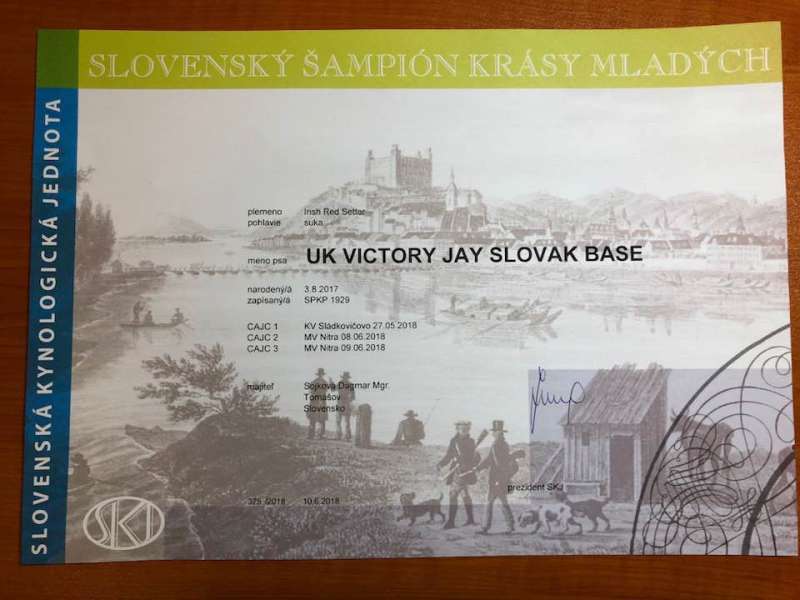 SLOVENSKÝ ŠAMPIÓN KRÁSY MLADÝCH
SLOVENSKÁ KYNOLOGICKÁ JEDNOTA
plemeno Irish Red Setter
pohlavie suka
meno psa UK VICTORY JAY SLOVAK BASE
narodený/á 3.8.2017
zapísaný/á SPKP 1929
CAJC 1 KV Sládkovičovo 27.05.2018
CAJC 2 MV Nitra 08.06.2018
CAJC 3 MV Nitra 09.06.2018
majiteľ Sojková Dagmar Mgr.
Tomášov
Slovensko
prezident SKJ
375 /2018 10.6.2018
SKJ